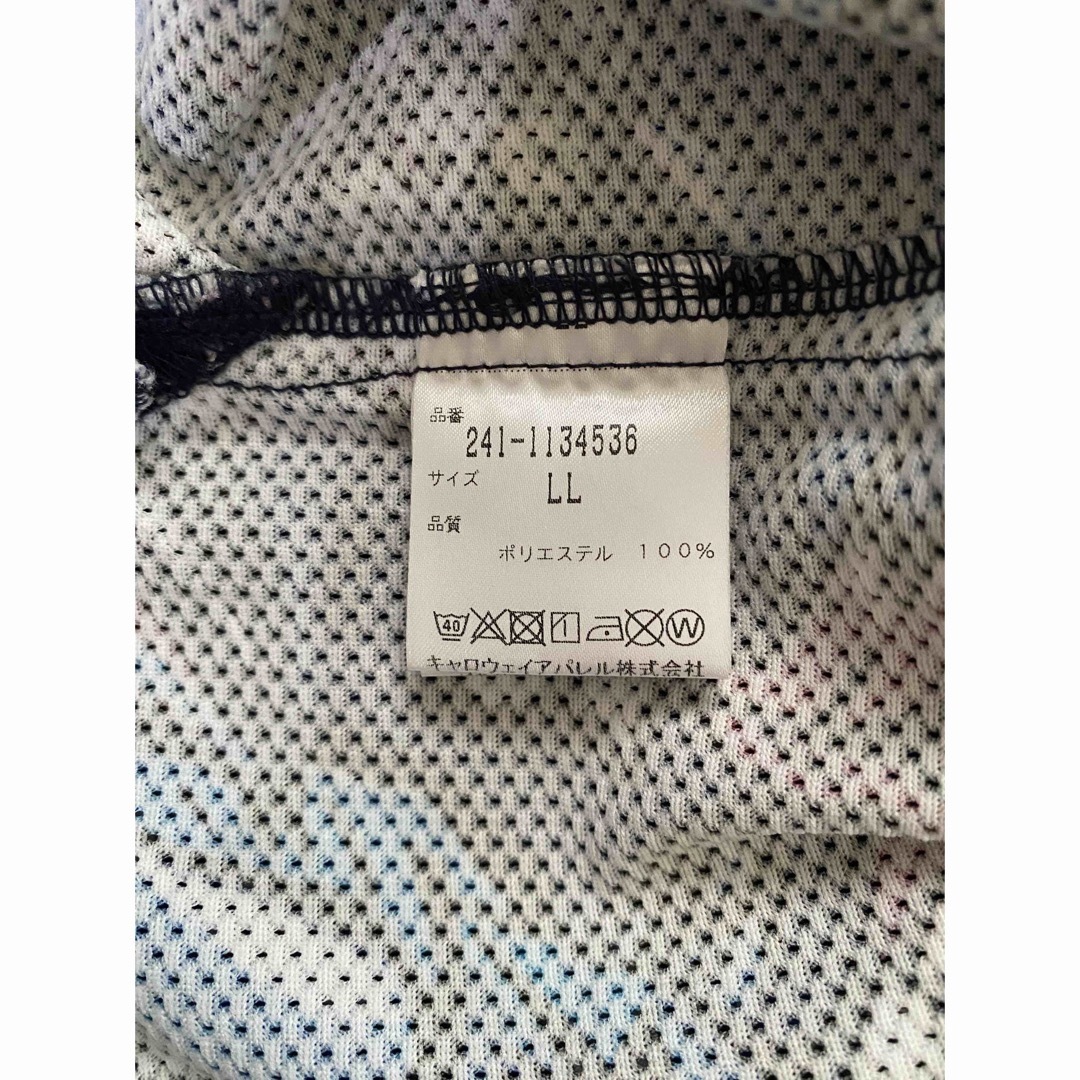 品番
241-1134536
サイズ LL
品質
ポリエステル 100%
40 W
キャロウェイアパレル株式会社